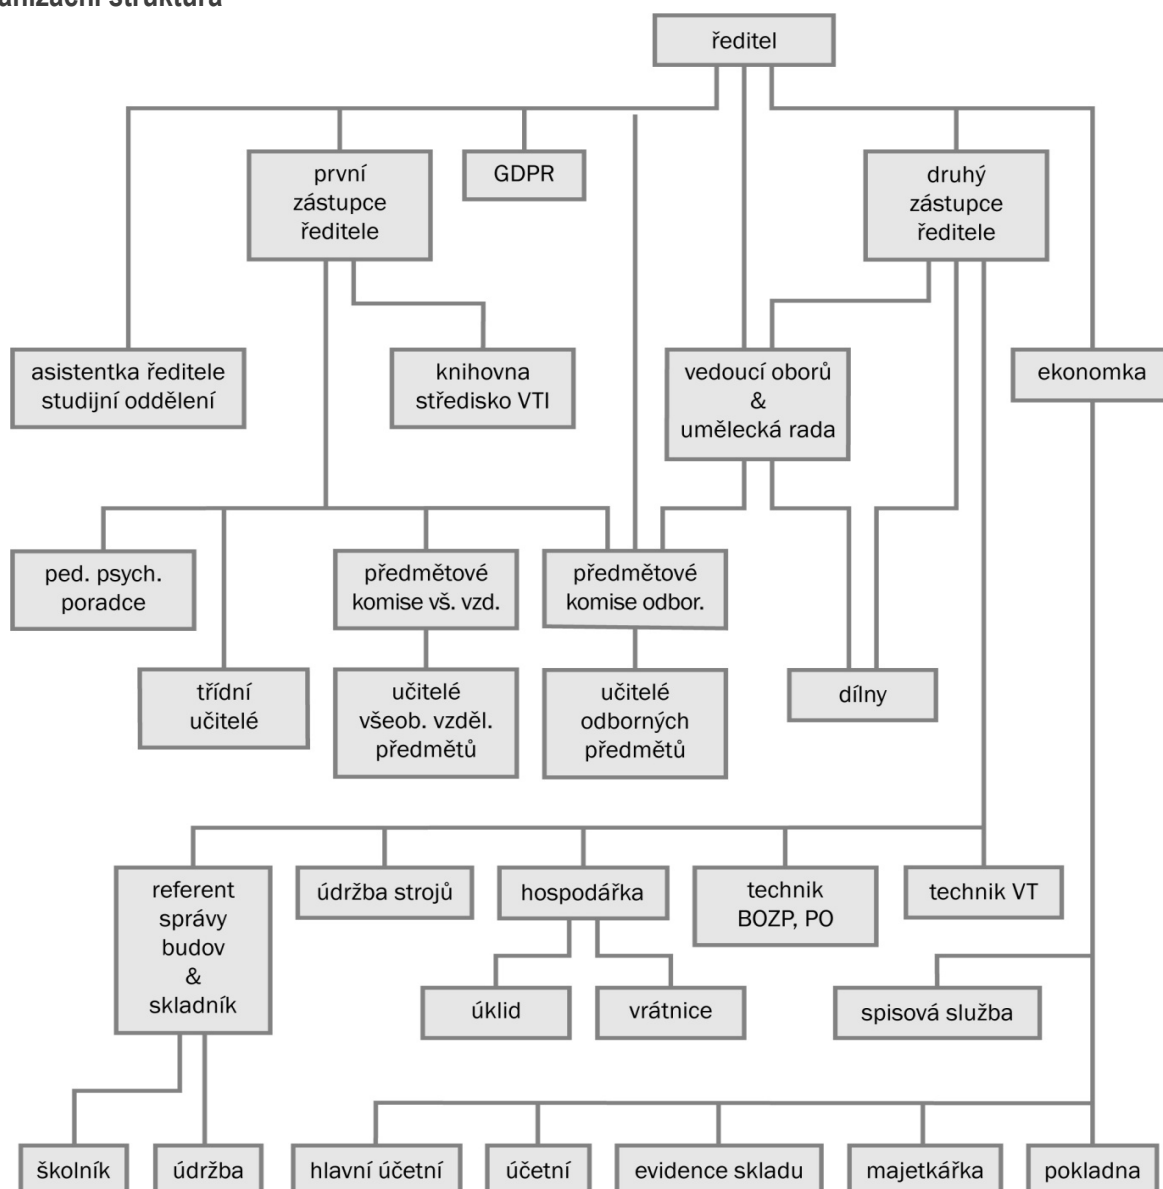 ředitel
první
zástupce
ředitele
GDPR
druhý
zástupce
ředitele
asistentka ředitele
studijní oddělení
knihovna
středisko VTI
vedoucí oborů
&
umělecká rada
ekonomka
ped. psych.
poradce
předmětové
komise vš. vzd.
předmětové
komise odbor.
třídní
učitelé
učitelé
všeob. vzděl.
předmětů
učitelé
odborných
předmětů
dílny
referent
správy
budov
&
skladník
údržba strojů
hospodářka
technik
BOZP, PO
technik VT
úklid
vrátnice
spisová služba
školník
údržba
hlavní účetní
účetní
evidence skladu
majetkářka
pokladna